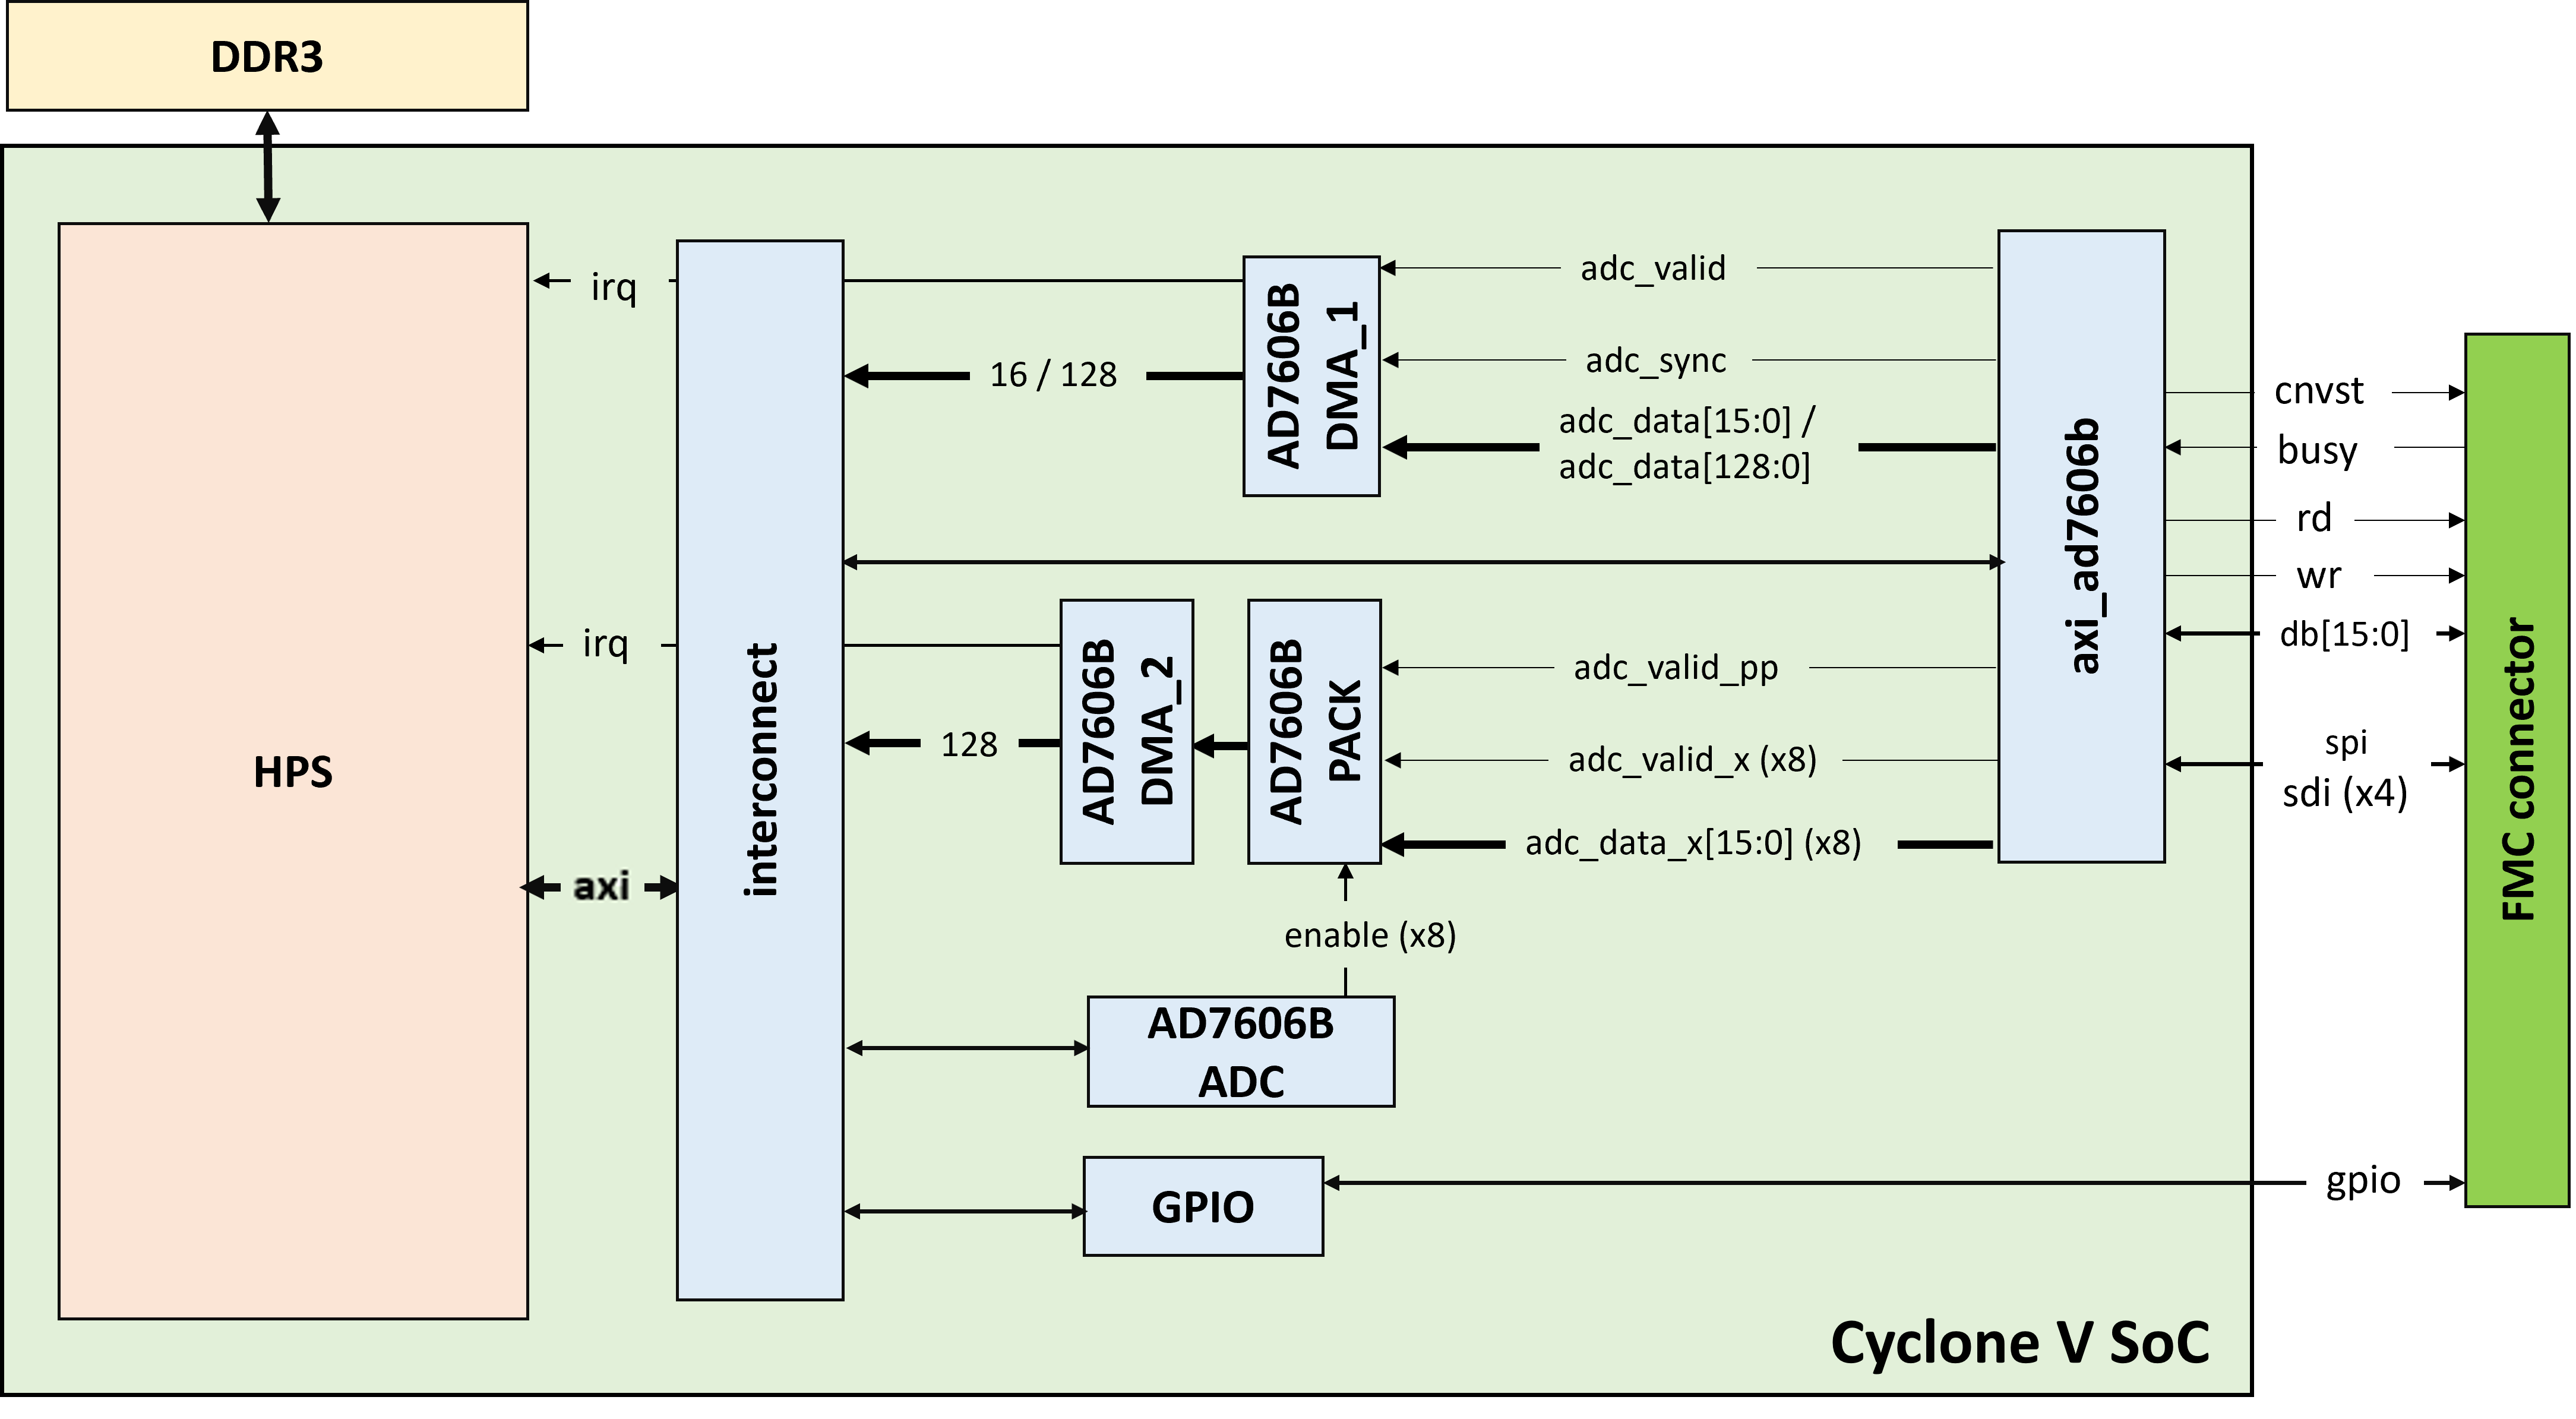 DDR3
HPS
irq
irq
axi
interconnect
16 / 128
128
AD7606B
DMA_1
AD7606B
DMA_2
AD7606B
PACK
adc_valid
adc_sync
adc_data[15:0] /
adc_data[128:0]
adc_valid_pp
adc_valid_x (x8)
adc_data_x[15:0] (x8)
enable (x8)
AD7606B
ADC
GPIO
axi_ad7606b
cnvst
busy
rd
wr
db[15:0]
spi
sdi (x4)
gpio
FMC connector
Cyclone V SoC